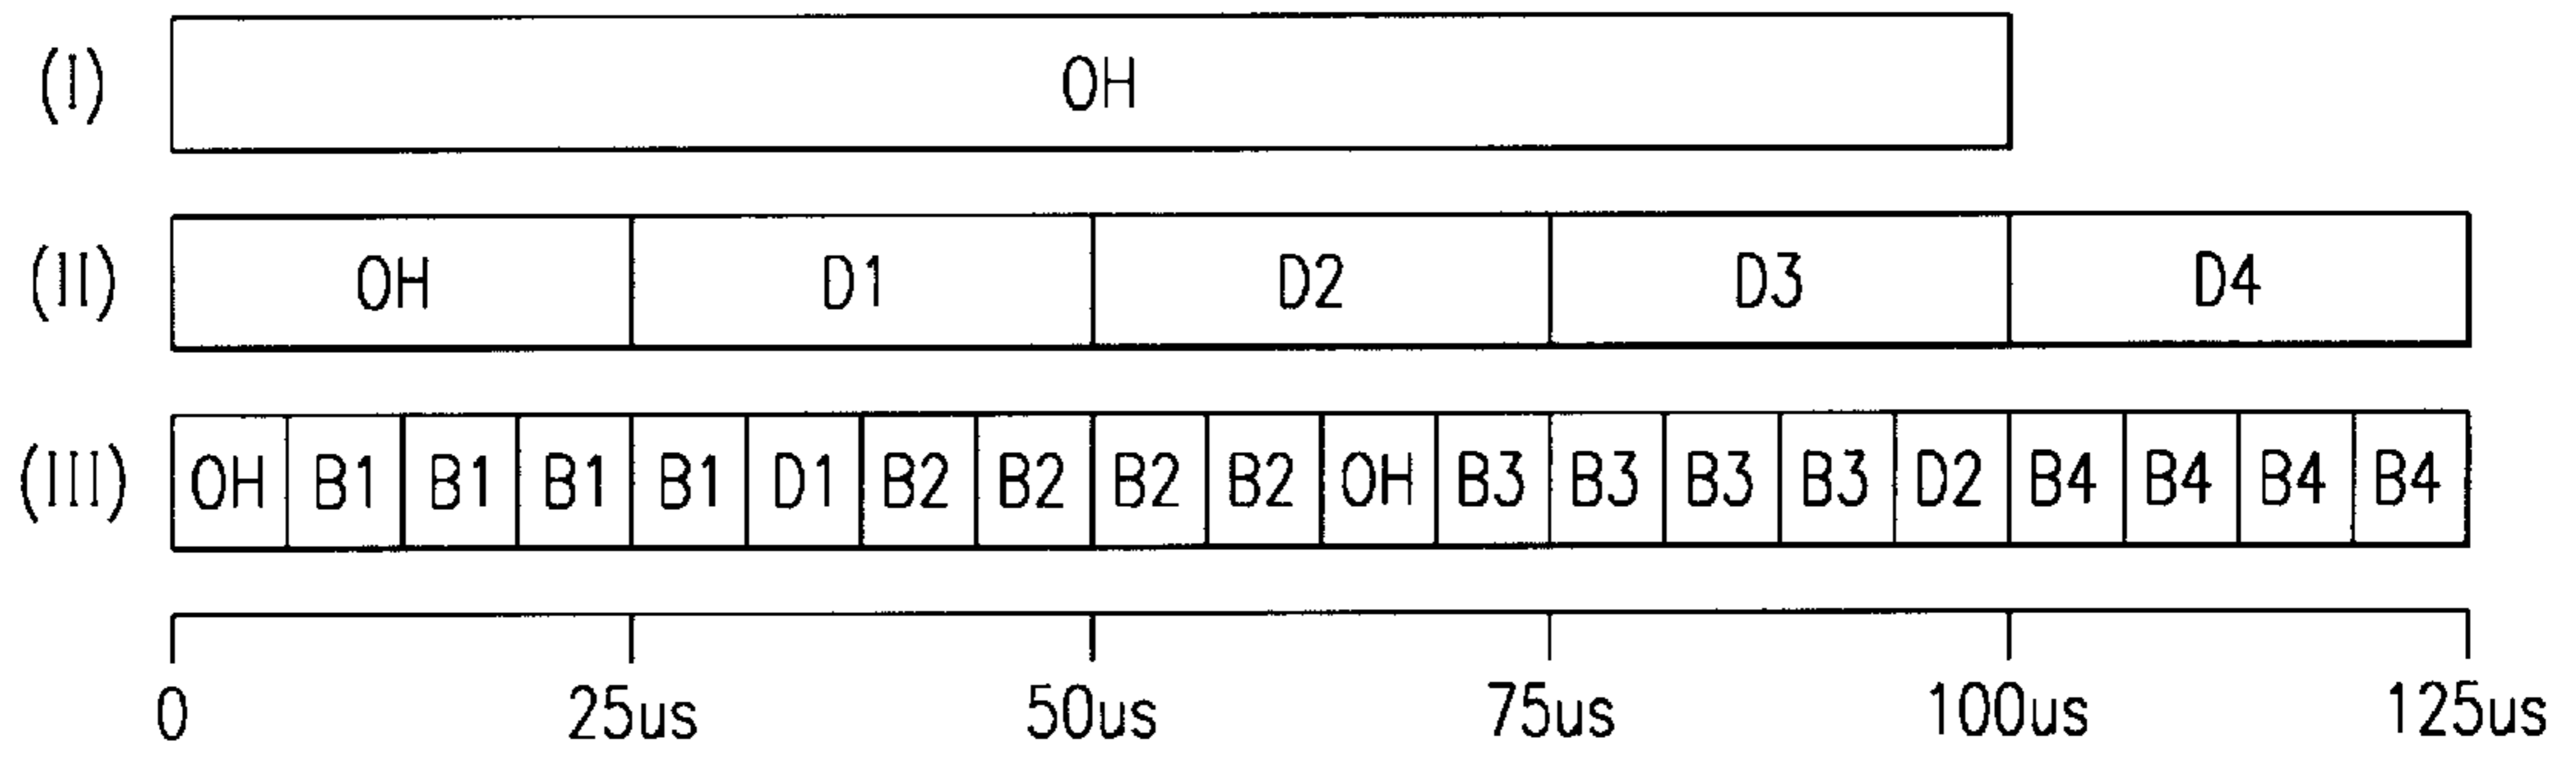 (I) OH
(II) OH D1 D2 D3 D4
(III) OH B1 B1 B1 B1 D1 B2 B2 B2 B2 OH B3 B3 B3 B3 D2 B4 B4 B4 B4
0 25us 50us 75us 100us 125us